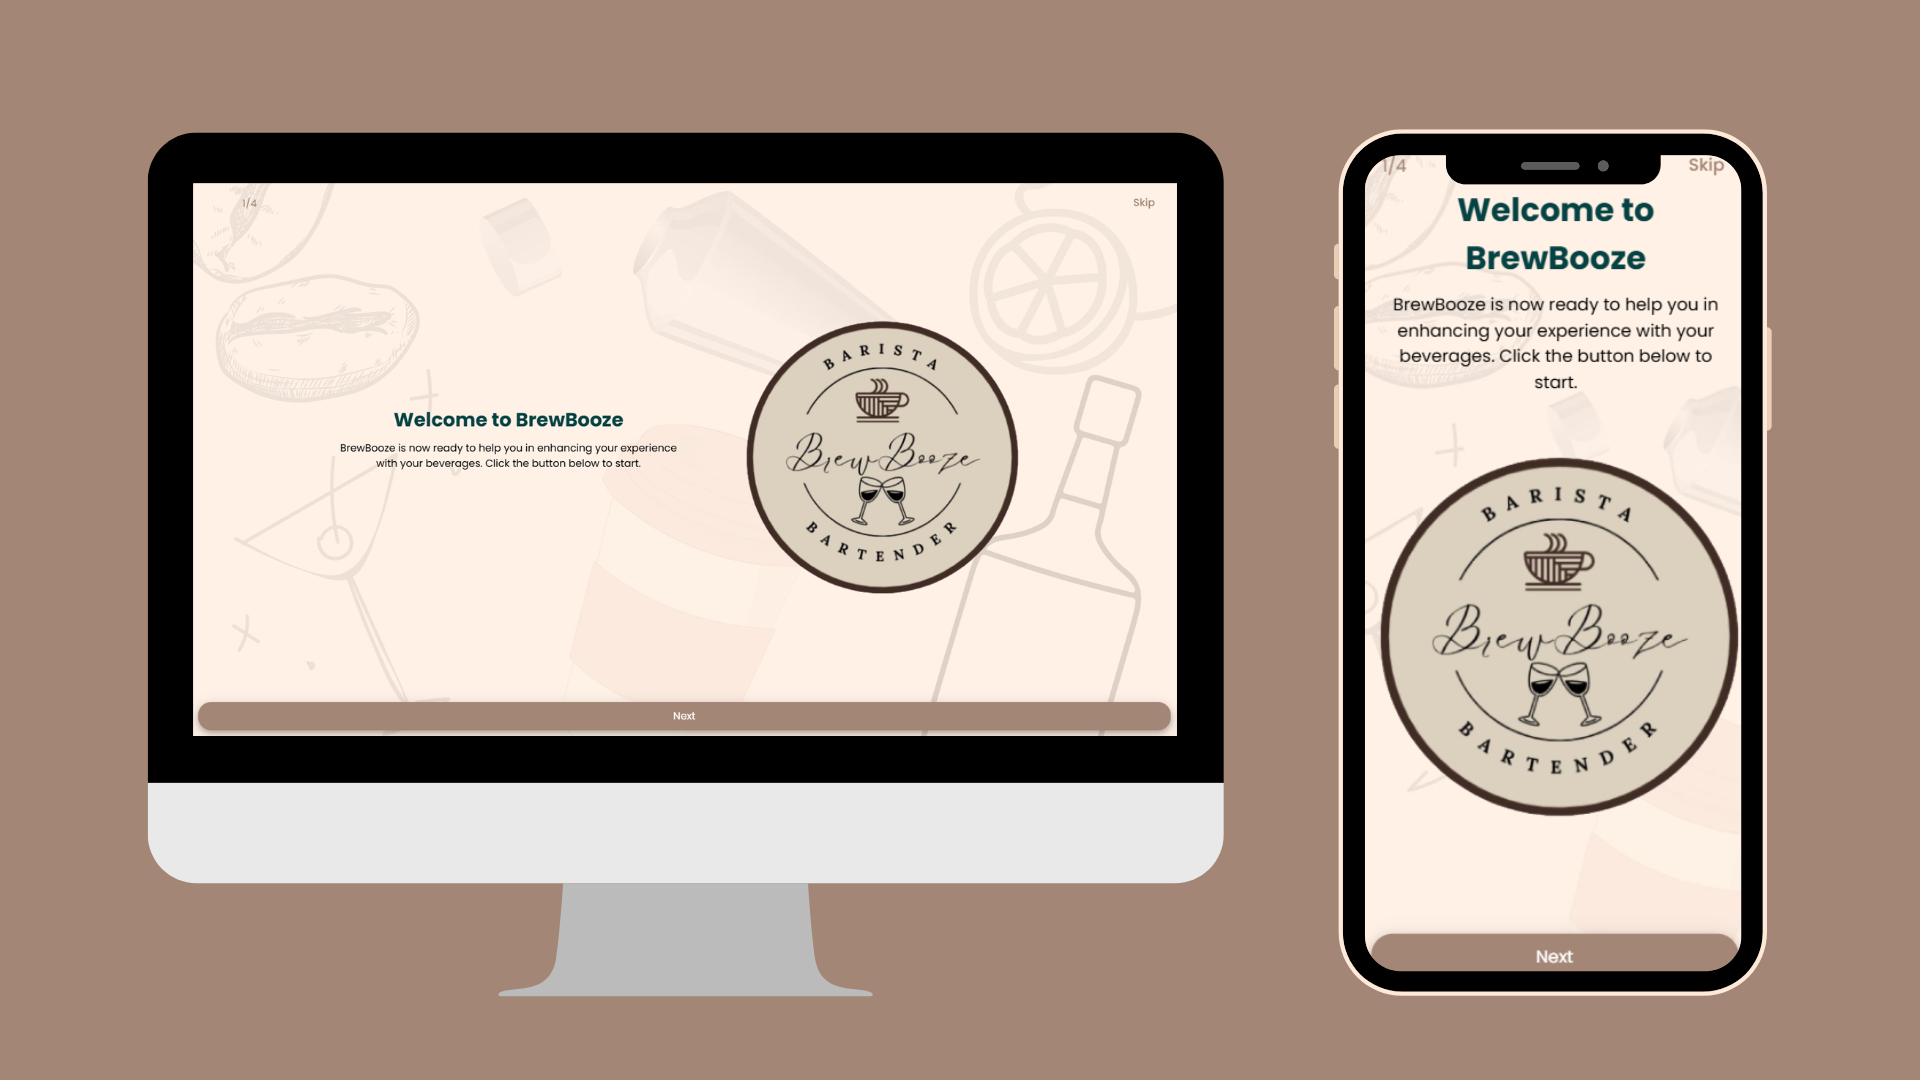 1/4
Skip
Welcome to BrewBooze
BrewBooze is now ready to help you in enhancing your experience
with your beverages. Click the button below to start.
BARISTA
BrewBooze
BARTENDER
Next
1/4
Skip
Welcome to
BrewBooze
BrewBooze is now ready to help you in
enhancing your experience with your
beverages. Click the button below to
start.
BARISTA
BrewBooze
BARTENDER
Next